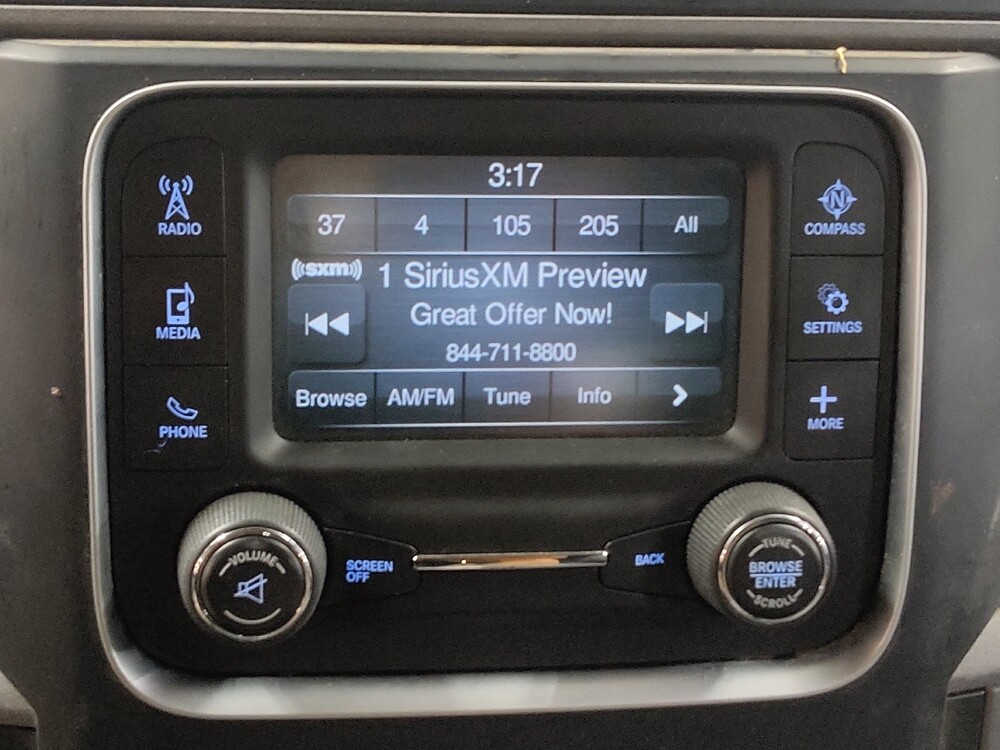 3:17
37 4 105 205 All
((sxm)) 1 SiriusXM Preview
Great Offer Now!
844-711-8800
Browse AM/FM Tune Info
RADIO
MEDIA
PHONE
N
COMPASS
SETTINGS
MORE
VOLUME
SCREEN
OFF
BACK
TUNE
BROWSE
ENTER
SCROLL